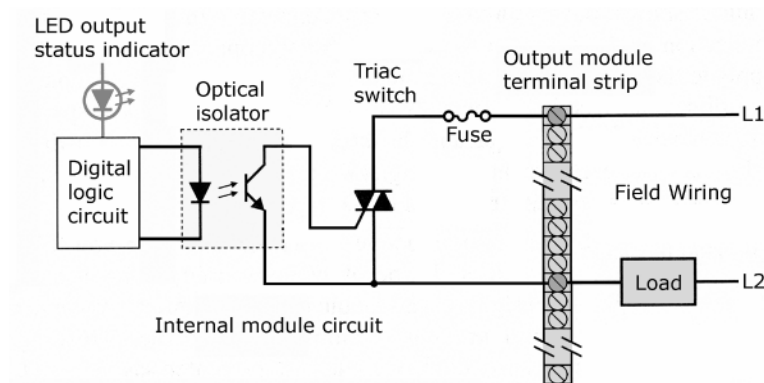 LED output
status indicator
Optical
isolator
Triac
switch
Output module
terminal strip
L1
Fuse
Digital
logic
circuit
Field Wiring
Load
L2
Internal module circuit